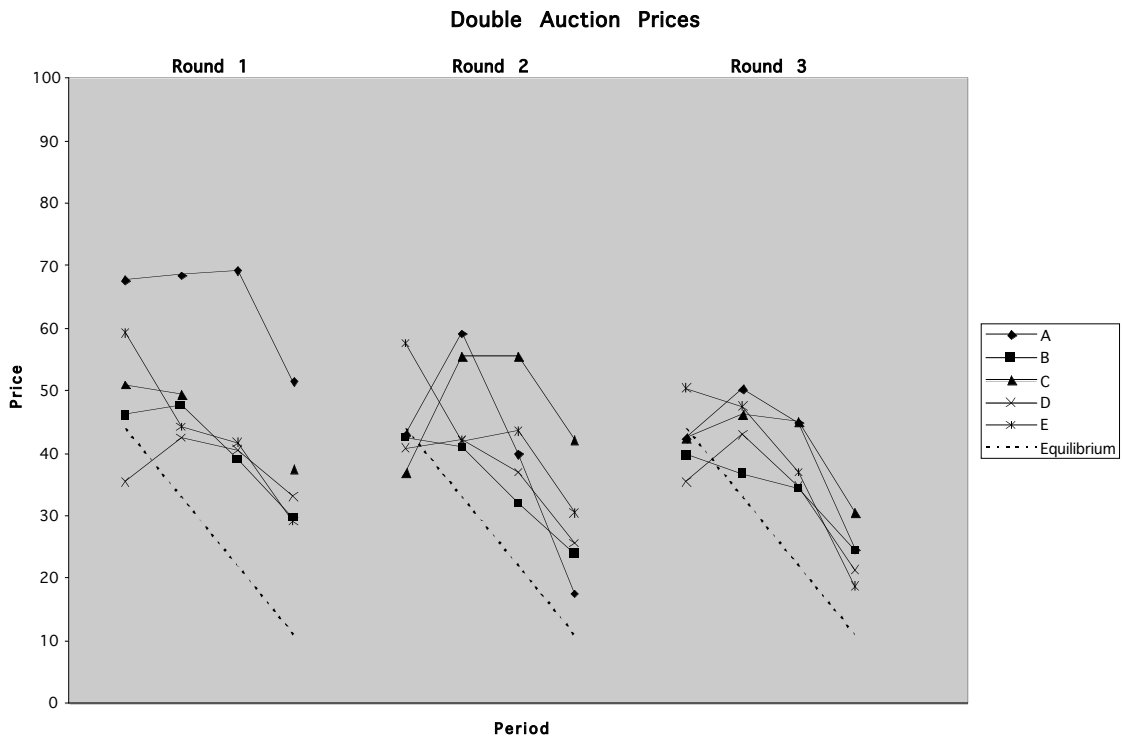 Double Auction Prices
Round 1 Round 2 Round 3
100
90
80
70
60
50
40
30
20
10
0
Price
Period
A
B
C
D
E
Equilibrium